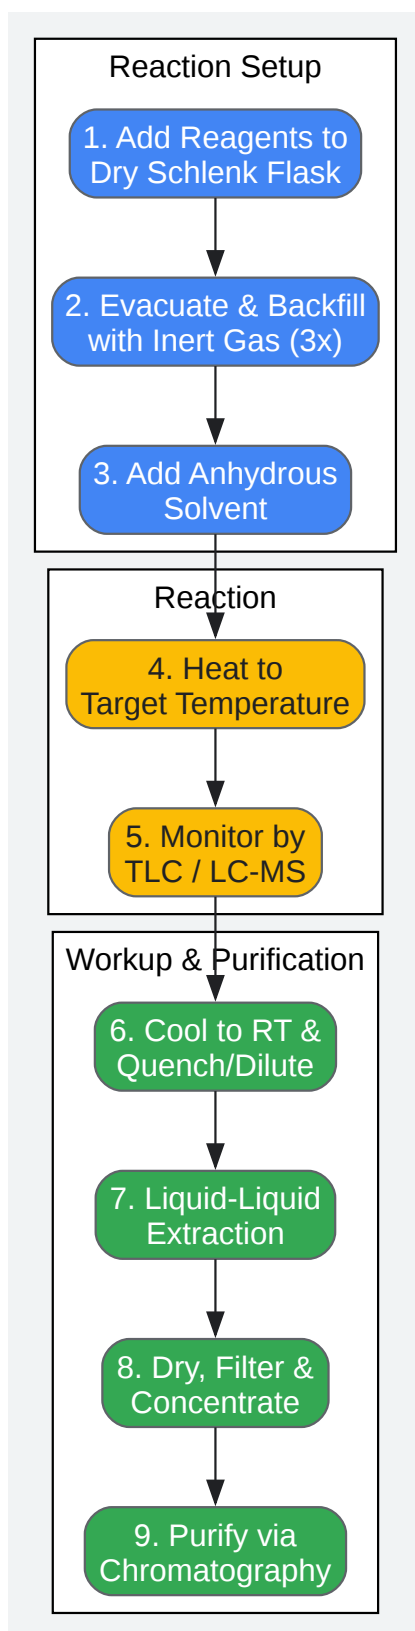 Reaction Setup
1. Add Reagents to
Dry Schlenk Flask
2. Evacuate & Backfill
with Inert Gas (3x)
3. Add Anhydrous
Solvent
Reaction
4. Heat to
Target Temperature
5. Monitor by
TLC / LC-MS
Workup & Purification
6. Cool to RT &
Quench/Dilute
7. Liquid-Liquid
Extraction
8. Dry, Filter &
Concentrate
9. Purify via
Chromatography